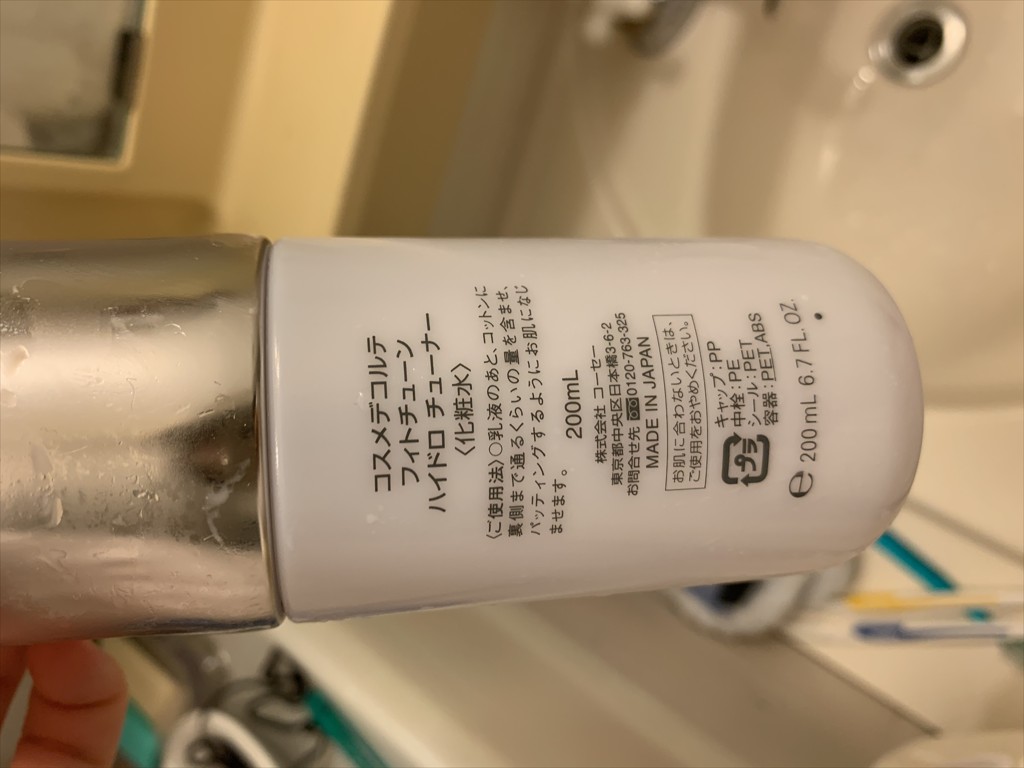 コスメデコルテ
フィトチューン
ハイドロ チューナー
〈化粧水〉
〈ご使用法〉○乳液のあと、コットンに
裏側まで通るくらいの量を含ませ、
パッティングするようにお肌になじ
ませます。
200mL
株式会社 コーセー
東京都中央区日本橋3-6-2
お問合せ先 0120-763-325
MADE IN JAPAN
お肌に合わないときは、
ご使用をおやめください。
プラ
キャップ:PP
中栓:PE
シール:PET
容器:PET,ABS
℮ 200mL 6.7 FL. OZ.